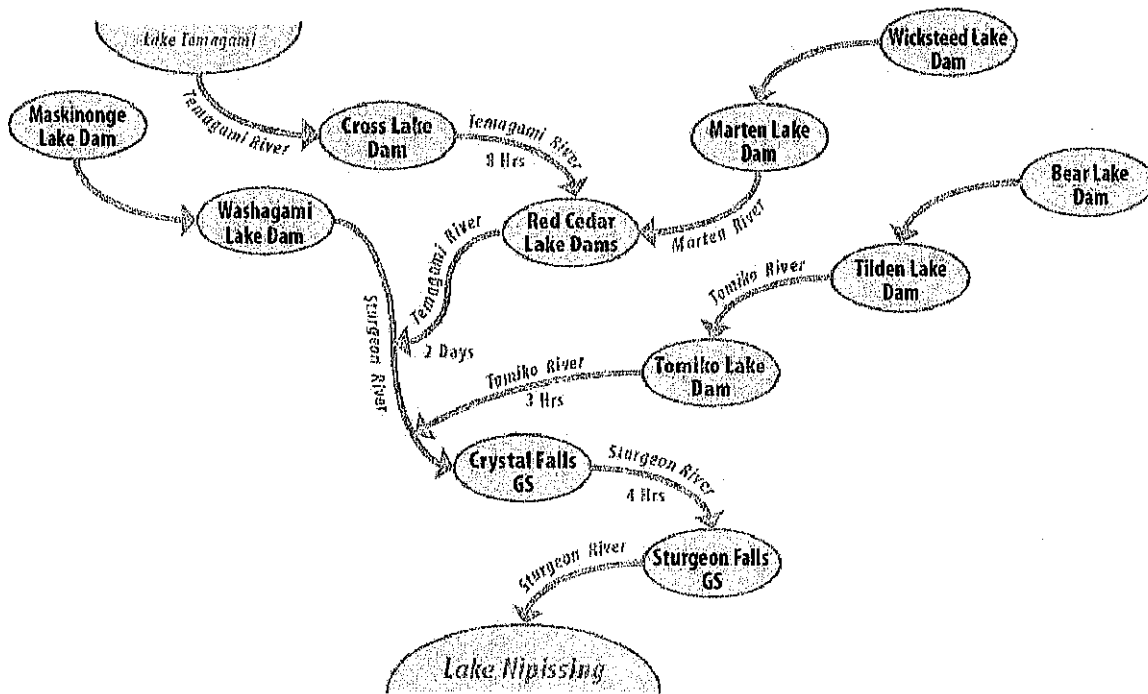 Lake Temagami
Wicksteed Lake
Dam
Maskinonge
Lake Dam
Temagami River
Cross Lake
Dam
Temagami River
8 Hrs
Marten Lake
Dam
Bear Lake
Dam
Washagami
Lake Dam
Red Cedar
Lake Dams
Marten River
Temagami River
2 Days
Tilden Lake
Dam
Tomiko River
Sturgeon River
Tomiko Lake
Dam
Tomiko River
3 Hrs
Crystal Falls
GS
Sturgeon River
4 Hrs
Sturgeon Falls
GS
Sturgeon River
Lake Nipissing